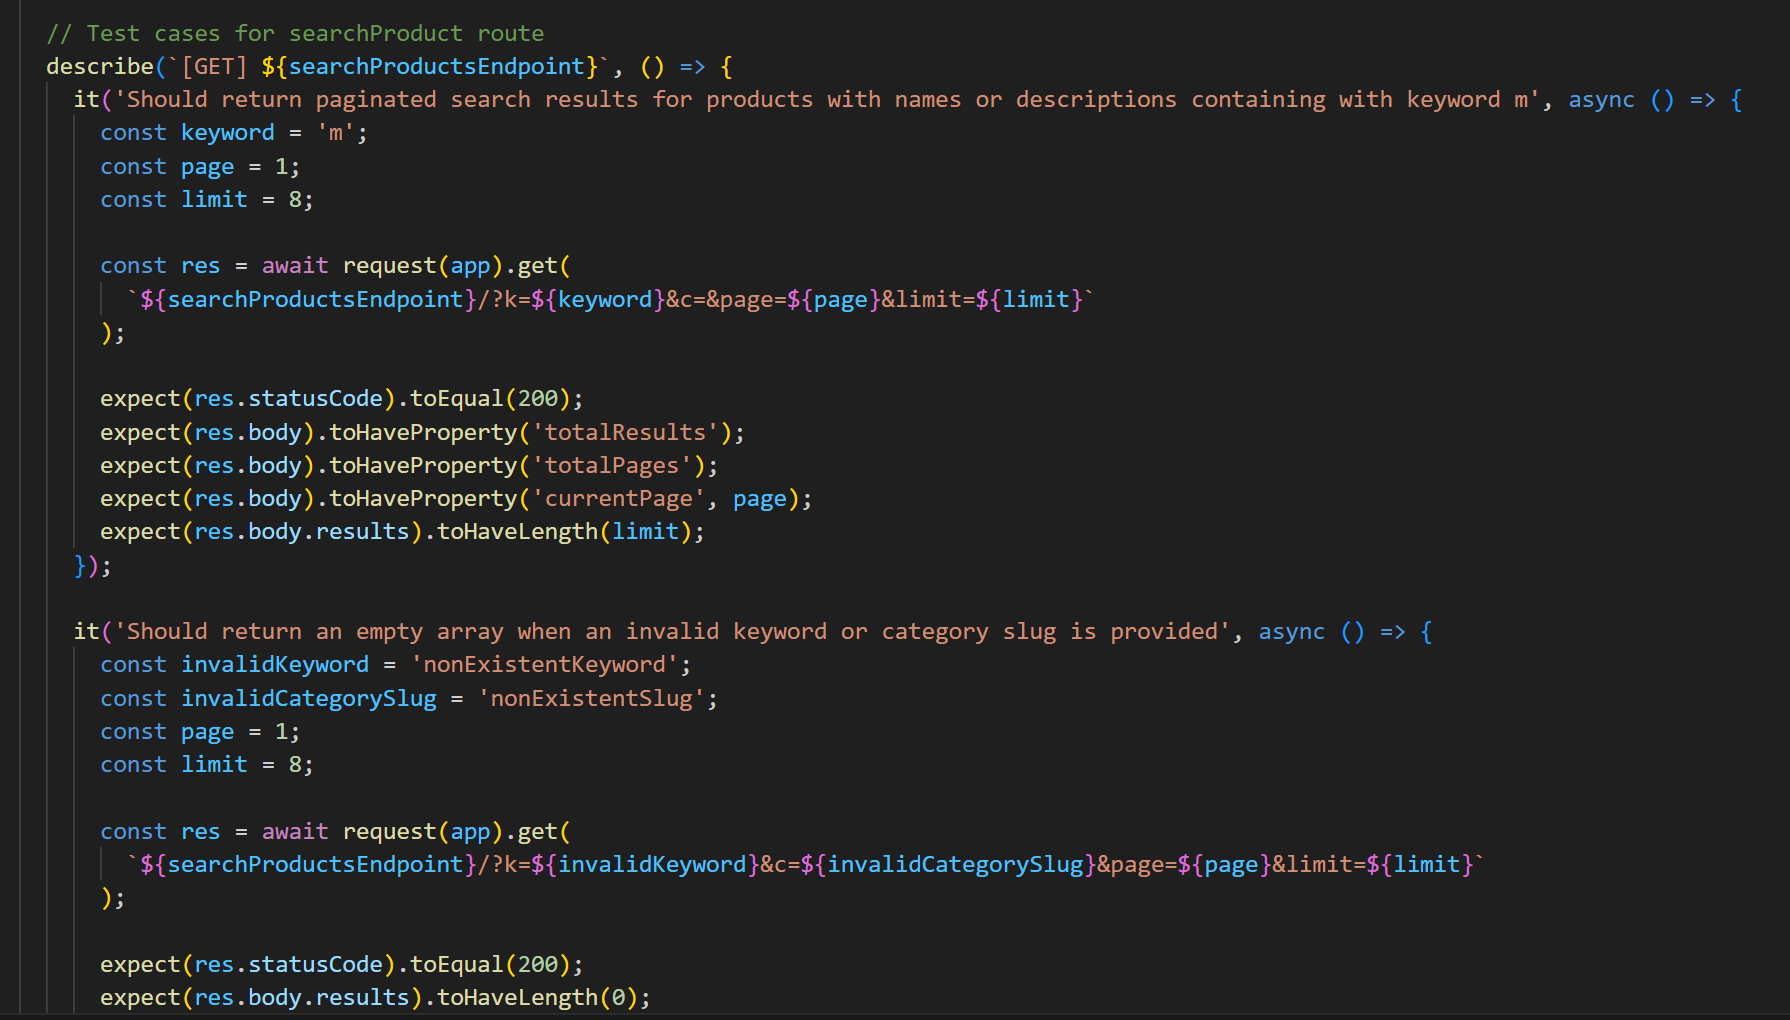 // Test cases for searchProduct route
describe(`[GET] ${searchProductsEndpoint}`, () => {
  it('Should return paginated search results for products with names or descriptions containing with keyword m', async () => {
    const keyword = 'm';
    const page = 1;
    const limit = 8;

    const res = await request(app).get(
      `${searchProductsEndpoint}/?k=${keyword}&c=&page=${page}&limit=${limit}`
    );

    expect(res.statusCode).toEqual(200);
    expect(res.body).toHaveProperty('totalResults');
    expect(res.body).toHaveProperty('totalPages');
    expect(res.body).toHaveProperty('currentPage', page);
    expect(res.body.results).toHaveLength(limit);
  });

  it('Should return an empty array when an invalid keyword or category slug is provided', async () => {
    const invalidKeyword = 'nonExistentKeyword';
    const invalidCategorySlug = 'nonExistentSlug';
    const page = 1;
    const limit = 8;

    const res = await request(app).get(
      `${searchProductsEndpoint}/?k=${invalidKeyword}&c=${invalidCategorySlug}&page=${page}&limit=${limit}`
    );

    expect(res.statusCode).toEqual(200);
    expect(res.body.results).toHaveLength(0);